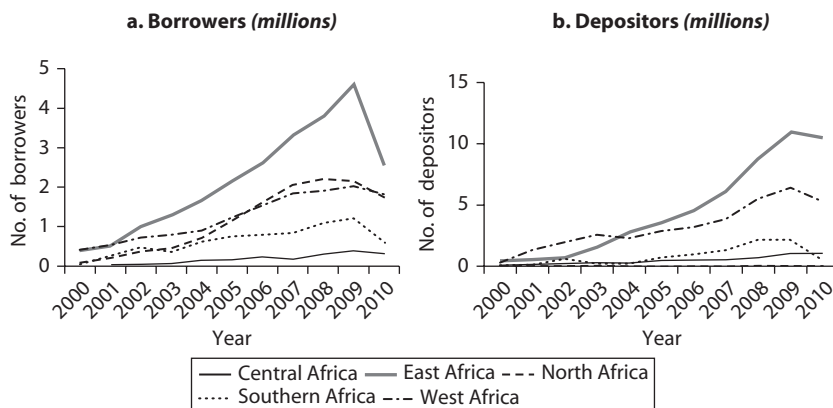 a. Borrowers (millions)
No. of borrowers
5
4
3
2
1
0
2000 2001 2002 2003 2004 2005 2006 2007 2008 2009 2010
Year
b. Depositors (millions)
No. of depositors
15
10
5
0
2000 2001 2002 2003 2004 2005 2006 2007 2008 2009 2010
Year
Central Africa East Africa North Africa
Southern Africa West Africa